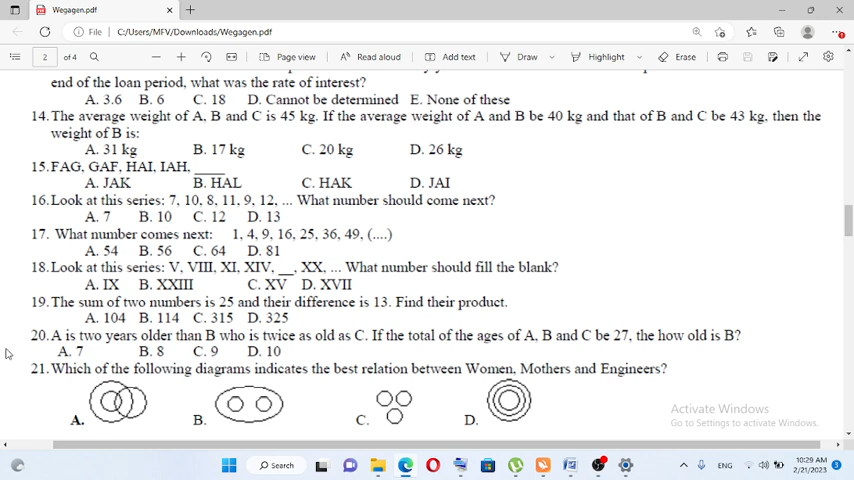 Wegagen.pdf
File C:/Users/MFV/Downloads/Wegagen.pdf
2 of 4 Page view Read aloud Add text Draw Highlight Erase
end of the loan period, what was the rate of interest?
A. 3.6 B. 6 C. 18 D. Cannot be determined E. None of these
14. The average weight of A, B and C is 45 kg. If the average weight of A and B be 40 kg and that of B and C be 43 kg, then the
weight of B is:
A. 31 kg B. 17 kg C. 20 kg D. 26 kg
15. FAG, GAF, HAI, IAH, ____
A. JAK B. HAL C. HAK D. JAI
16. Look at this series: 7, 10, 8, 11, 9, 12, ... What number should come next?
A. 7 B. 10 C. 12 D. 13
17. What number comes next: 1, 4, 9, 16, 25, 36, 49, (....)
A. 54 B. 56 C. 64 D. 81
18. Look at this series: V, VIII, XI, XIV, __, XX, ... What number should fill the blank?
A. IX B. XXIII C. XV D. XVII
19. The sum of two numbers is 25 and their difference is 13. Find their product.
A. 104 B. 114 C. 315 D. 325
20. A is two years older than B who is twice as old as C. If the total of the ages of A, B and C be 27, the how old is B?
A. 7 B. 8 C. 9 D. 10
21. Which of the following diagrams indicates the best relation between Women, Mothers and Engineers?
A. B. C. D.
Activate Windows
Go to Settings to activate Windows.
Search
ENG
10:29 AM
2/21/2023
3